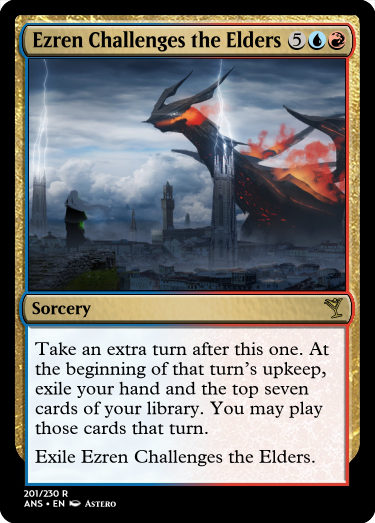 Ezren Challenges the Elders 5
Sorcery
Take an extra turn after this one. At
the beginning of that turn's upkeep,
exile your hand and the top seven
cards of your library. You may play
those cards that turn.
Exile Ezren Challenges the Elders.
201/230 R
ANS • EN Astero